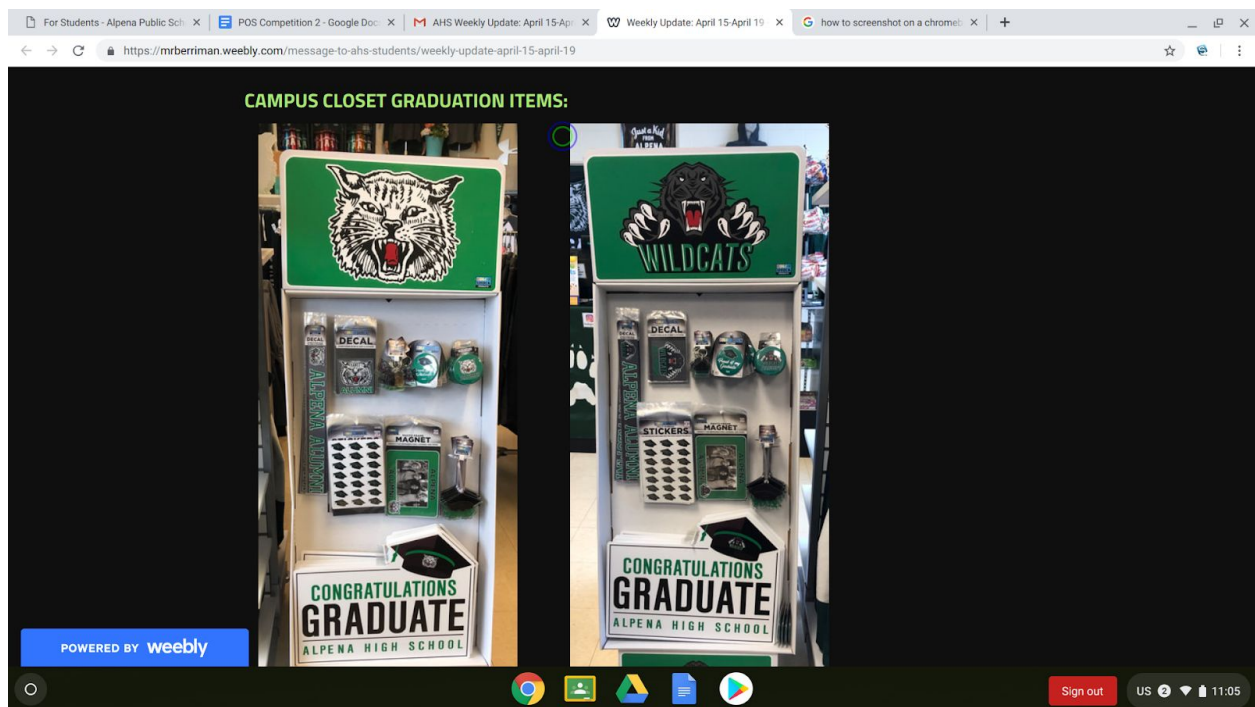 For Students - Alpena Public Sch
POS Competition 2 - Google Doc
AHS Weekly Update: April 15-Apr
Weekly Update: April 15-April 19
how to screenshot on a chromeb
https://mrberriman.weebly.com/message-to-ahs-students/weekly-update-april-15-april-19
CAMPUS CLOSET GRADUATION ITEMS:
DECAL
DECAL
ALPENA ALUMNI
STICKERS
MAGNET
CONGRATULATIONS
GRADUATE
ALPENA HIGH SCHOOL
Just a Kid
FROM
ALPENA
WILDCATS
DECAL
DECAL
ALPENA ALUMNI
STICKERS
MAGNET
CONGRATULATIONS
GRADUATE
ALPENA HIGH SCHOOL
POWERED BY weebly
Sign out
US 2 11:05